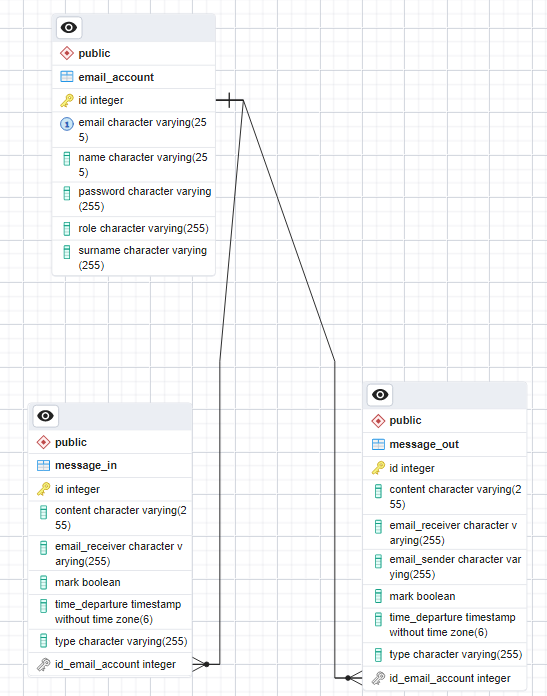 public
email_account
id integer
1
email character varying(25
5)
name character varying(25
5)
password character varying
(255)
role character varying(255)
surname character varying
(255)
public
message_in
id integer
content character varying(2
55)
email_receiver character v
arying(255)
mark boolean
time_departure timestamp
without time zone(6)
type character varying(255)
id_email_account integer
public
message_out
id integer
content character varying(2
55)
email_receiver character v
arying(255)
email_sender character var
ying(255)
mark boolean
time_departure timestamp
without time zone(6)
type character varying(255)
id_email_account integer